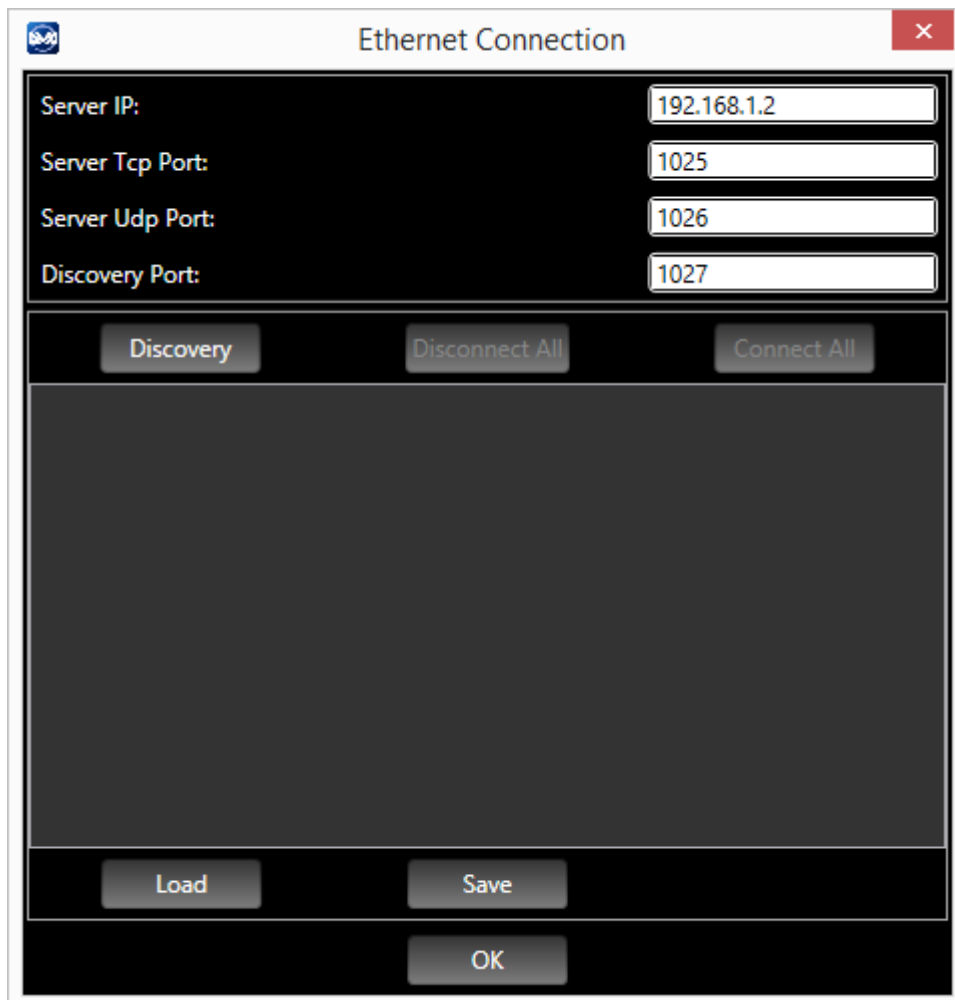 Ethernet Connection
Server IP: 192.168.1.2
Server Tcp Port: 1025
Server Udp Port: 1026
Discovery Port: 1027
Discovery Disconnect All Connect All
Load Save
OK